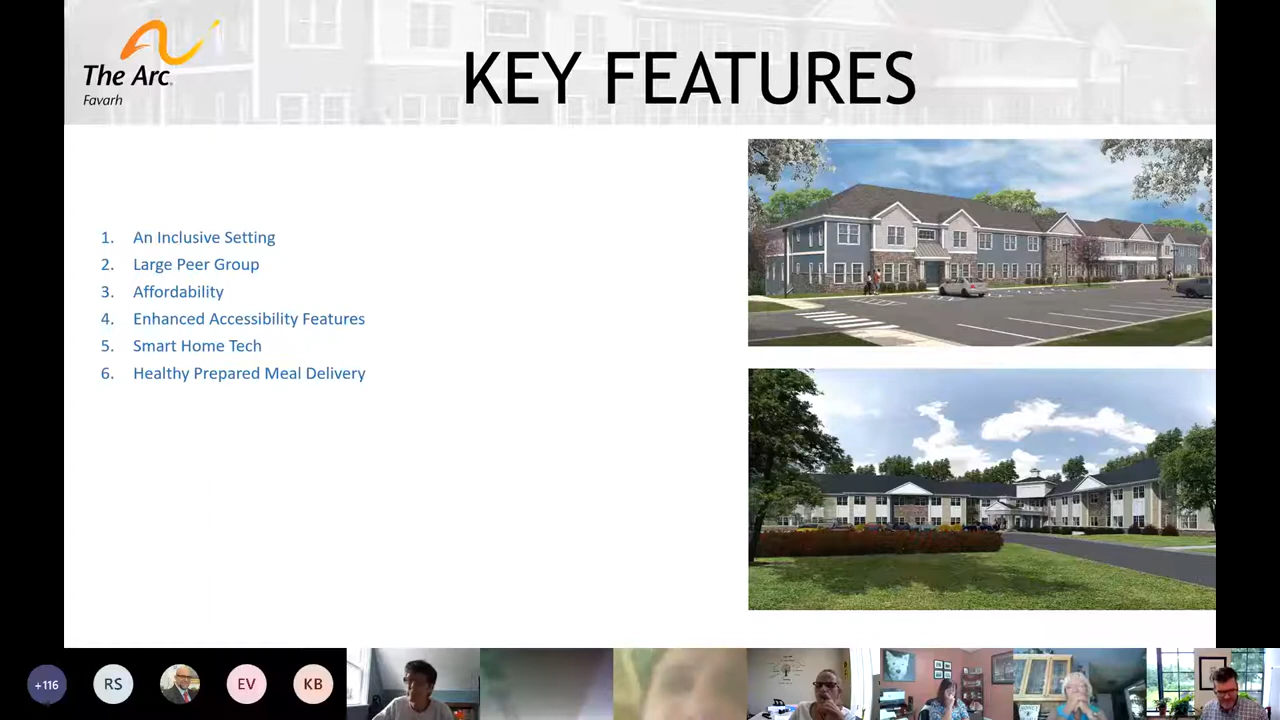 The Arc
Favarh
KEY FEATURES
1. An Inclusive Setting
2. Large Peer Group
3. Affordability
4. Enhanced Accessibility Features
5. Smart Home Tech
6. Healthy Prepared Meal Delivery
+116
RS
EV
KB